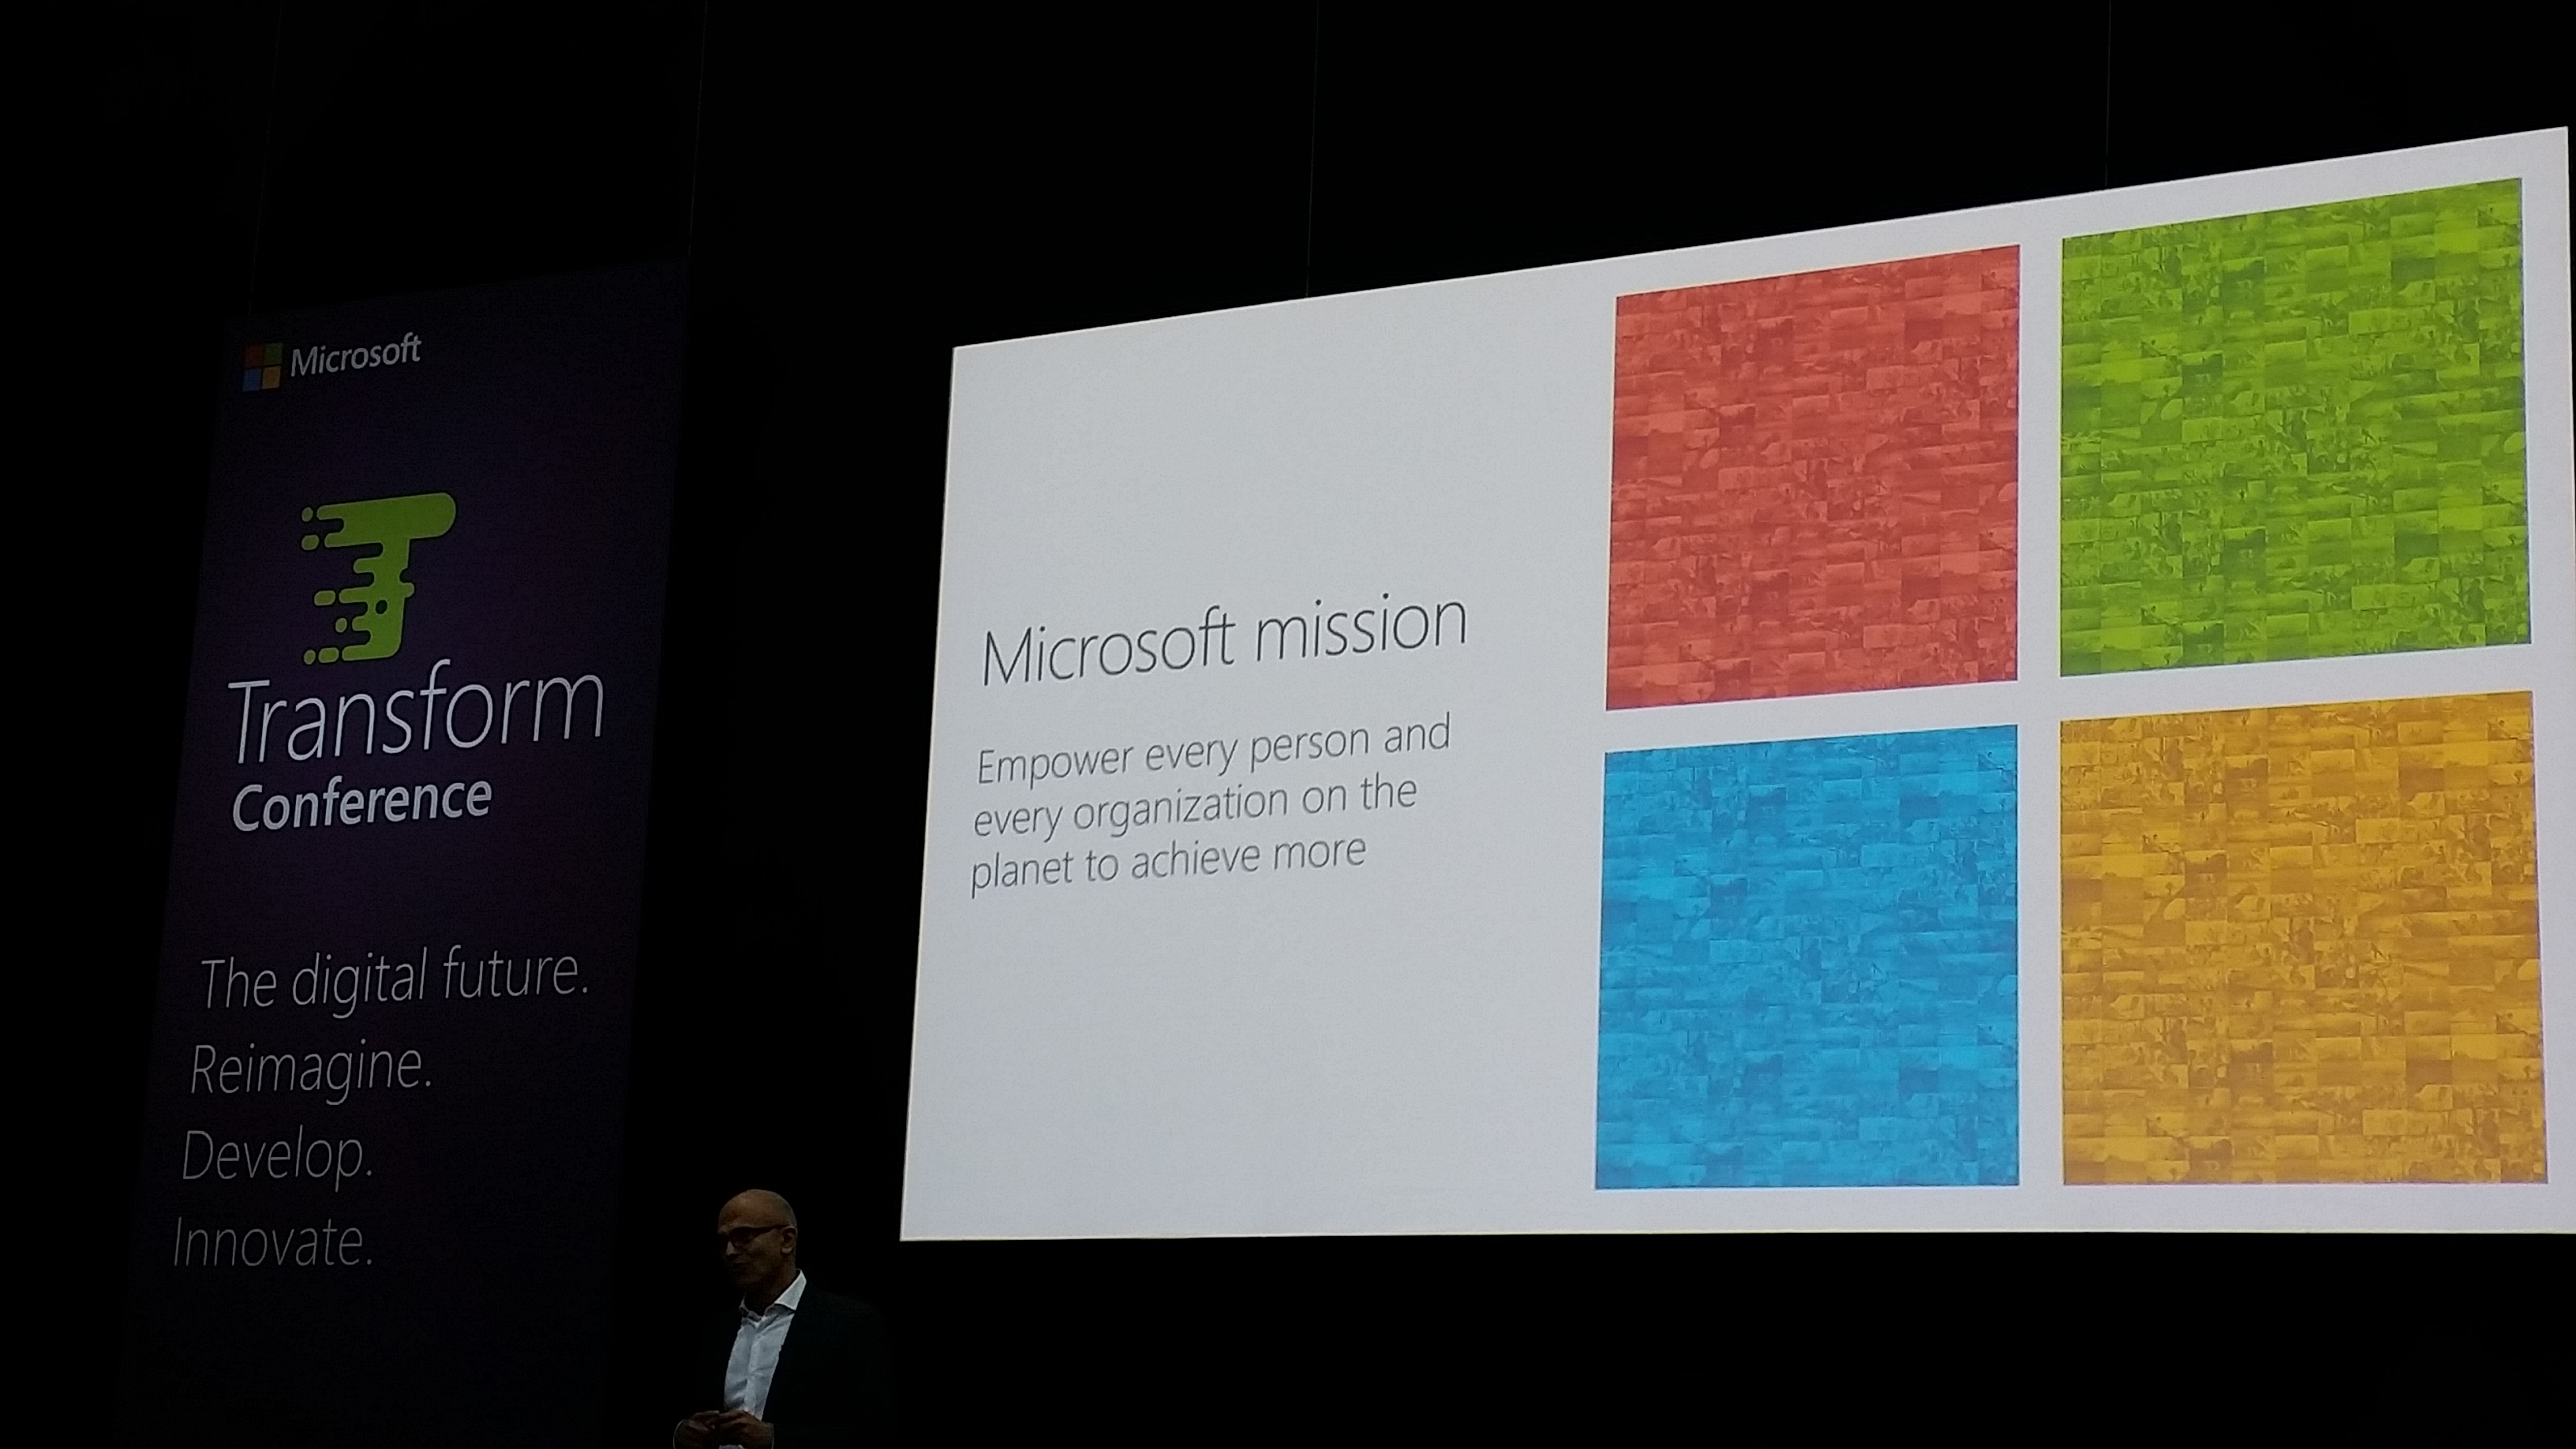 Microsoft
Transform
Conference
The digital future.
Reimagine.
Develop.
Innovate.
Microsoft mission
Empower every person and
every organization on the
planet to achieve more